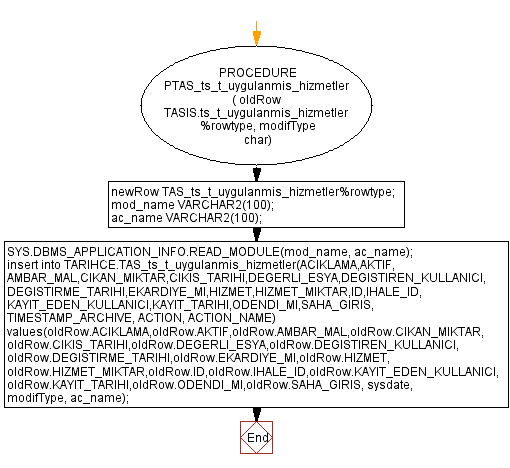 PROCEDURE
PTAS_ts_t_uygulanmis_hizmetler
( oldRow
TASIS.ts_t_uygulanmis_hizmetler
%rowtype, modifType
char)
newRow TAS_ts_t_uygulanmis_hizmetler%rowtype;
mod_name VARCHAR2(100);
ac_name VARCHAR2(100);
SYS.DBMS_APPLICATION_INFO.READ_MODULE(mod_name, ac_name);
insert into TARIHCE.TAS_ts_t_uygulanmis_hizmetler(ACIKLAMA,AKTIF,
AMBAR_MAL,CIKAN_MIKTAR,CIKIS_TARIHI,DEGERLI_ESYA,DEGISTIREN_KULLANICI,
DEGISTIRME_TARIHI,EKARDIYE_MI,HIZMET,HIZMET_MIKTAR,ID,IHALE_ID,
KAYIT_EDEN_KULLANICI,KAYIT_TARIHI,ODENDI_MI,SAHA_GIRIS,
TIMESTAMP_ARCHIVE, ACTION, ACTION_NAME)
values(oldRow.ACIKLAMA,oldRow.AKTIF,oldRow.AMBAR_MAL,oldRow.CIKAN_MIKTAR,
oldRow.CIKIS_TARIHI,oldRow.DEGERLI_ESYA,oldRow.DEGISTIREN_KULLANICI,
oldRow.DEGISTIRME_TARIHI,oldRow.EKARDIYE_MI,oldRow.HIZMET,
oldRow.HIZMET_MIKTAR,oldRow.ID,oldRow.IHALE_ID,oldRow.KAYIT_EDEN_KULLANICI,
oldRow.KAYIT_TARIHI,oldRow.ODENDI_MI,oldRow.SAHA_GIRIS, sysdate,
modifType, ac_name);
End